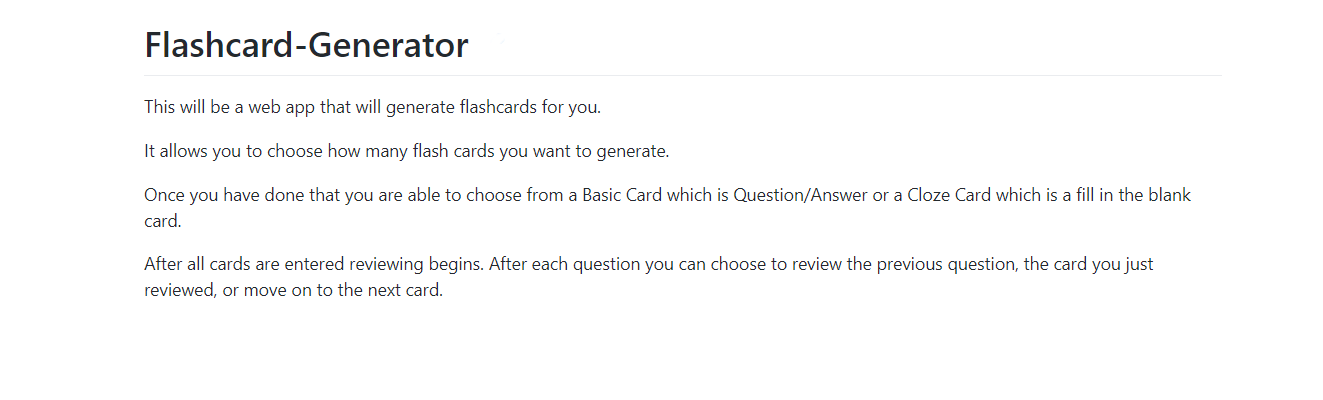 Flashcard-Generator
This will be a web app that will generate flashcards for you.
It allows you to choose how many flash cards you want to generate.
Once you have done that you are able to choose from a Basic Card which is Question/Answer or a Cloze Card which is a fill in the blank
card.
After all cards are entered reviewing begins. After each question you can choose to review the previous question, the card you just
reviewed, or move on to the next card.